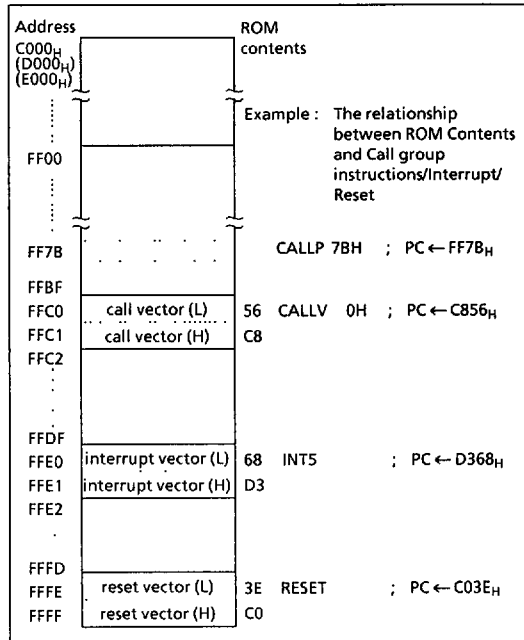 Address ROM
C000H contents
(D000H)
(E000H)
Example : The relationship
between ROM Contents
and Call group
instructions/Interrupt/
Reset
FF00
FF7B CALLP 7BH ; PC ← FF7BH
FFBF
FFC0 call vector (L) 56 CALLV 0H ; PC ← C856H
FFC1 call vector (H) C8
FFC2
FFDF
FFE0 interrupt vector (L) 68 INT5 ; PC ← D368H
FFE1 interrupt vector (H) D3
FFE2
FFFD
FFFE reset vector (L) 3E RESET ; PC ← C03EH
FFFF reset vector (H) C0